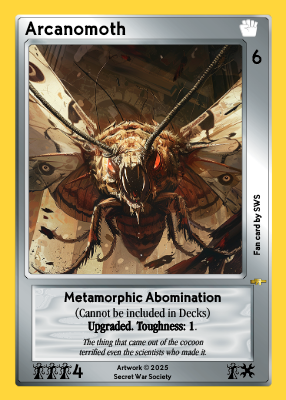 Arcanomoth
6
Fan card by SWS
Metamorphic Abomination
(Cannot be included in Decks)
Upgraded. Toughness: 1.
The thing that came out of the cocoon
terrified even the scientists who made it.
4
Artwork © 2025
Secret War Society